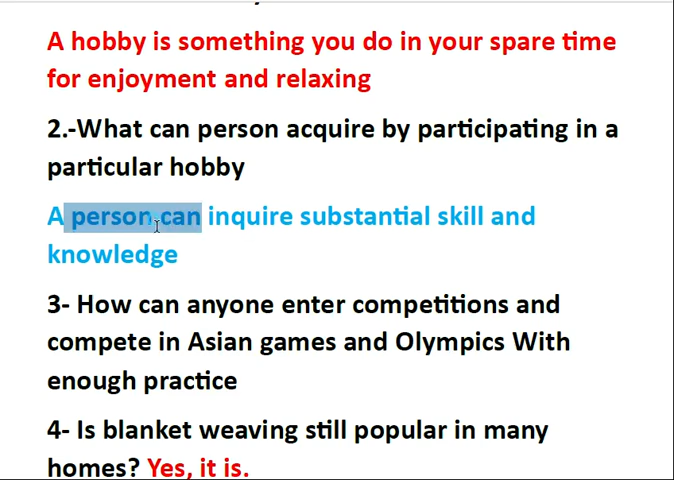 A hobby is something you do in your spare time
for enjoyment and relaxing
2.-What can person acquire by participating in a
particular hobby
A person can inquire substantial skill and
knowledge
3- How can anyone enter competitions and
compete in Asian games and Olympics With
enough practice
4- Is blanket weaving still popular in many
homes? Yes, it is.